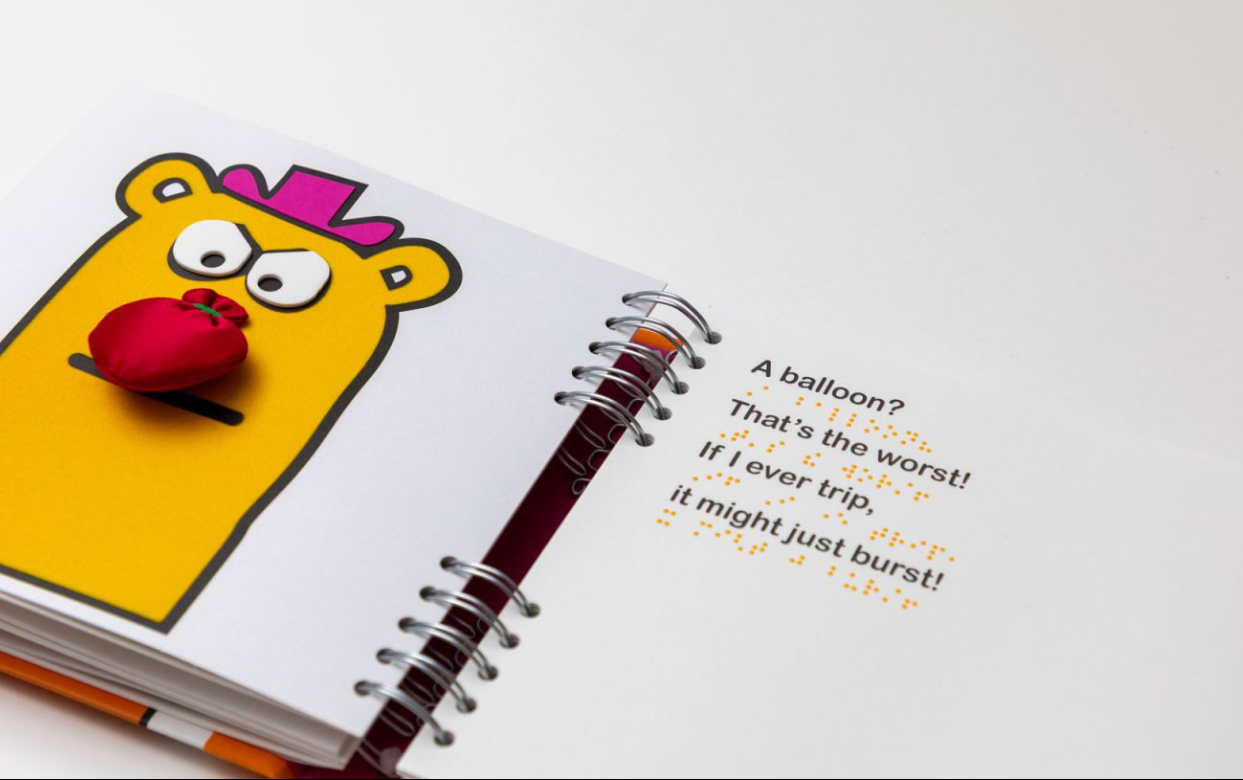 A balloon?
That's the worst!
If I ever trip,
it might just burst!